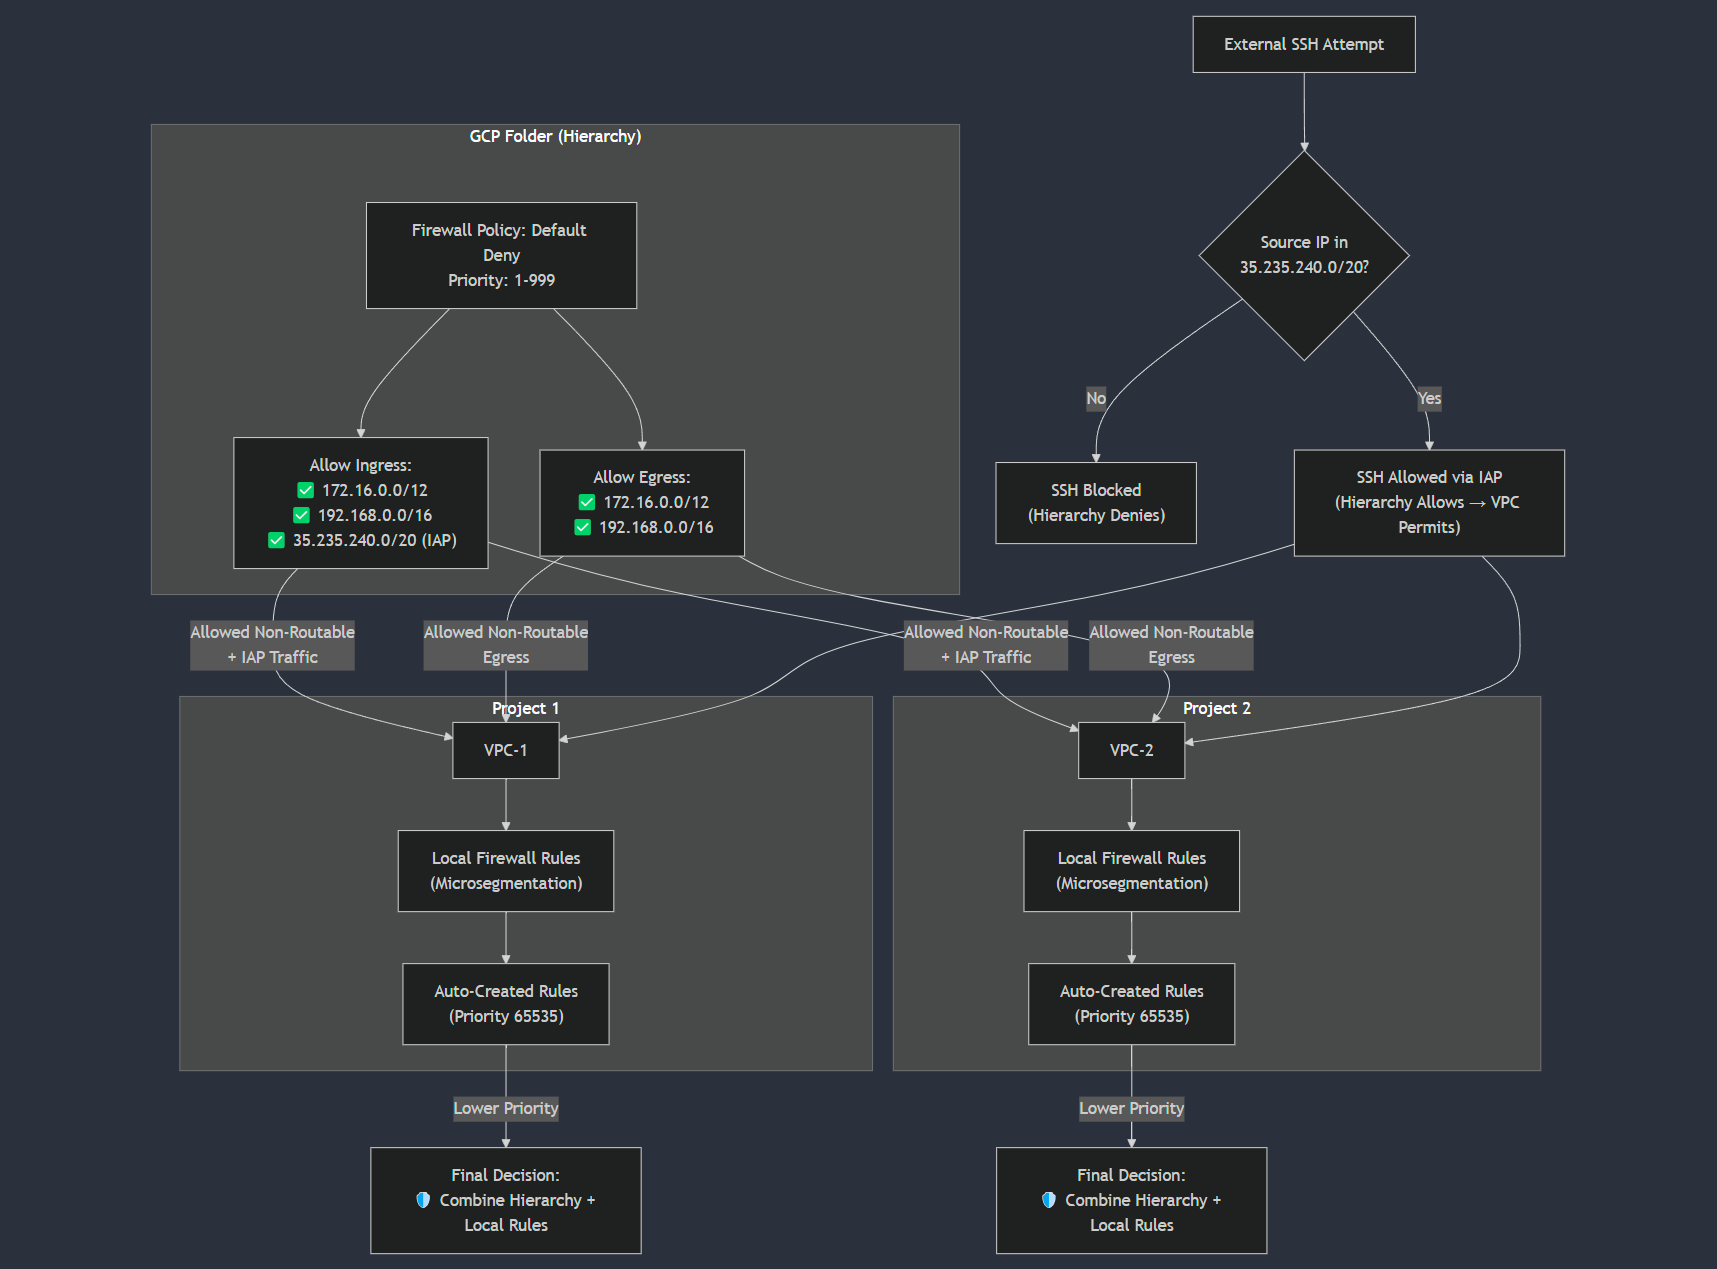 External SSH Attempt
GCP Folder (Hierarchy)
Firewall Policy: Default
Deny
Priority: 1-999
Source IP in
35.235.240.0/20?
No
Yes
Allow Ingress:
✅ 172.16.0.0/12
✅ 192.168.0.0/16
✅ 35.235.240.0/20 (IAP)
Allow Egress:
✅ 172.16.0.0/12
✅ 192.168.0.0/16
SSH Blocked
(Hierarchy Denies)
SSH Allowed via IAP
(Hierarchy Allows → VPC
Permits)
Allowed Non-Routable
+ IAP Traffic
Allowed Non-Routable
Egress
Allowed Non-Routable
+ IAP Traffic
Allowed Non-Routable
Egress
Project 1
VPC-1
Local Firewall Rules
(Microsegmentation)
Auto-Created Rules
(Priority 65535)
Lower Priority
Final Decision:
🛡️ Combine Hierarchy +
Local Rules
Project 2
VPC-2
Local Firewall Rules
(Microsegmentation)
Auto-Created Rules
(Priority 65535)
Lower Priority
Final Decision:
🛡️ Combine Hierarchy +
Local Rules